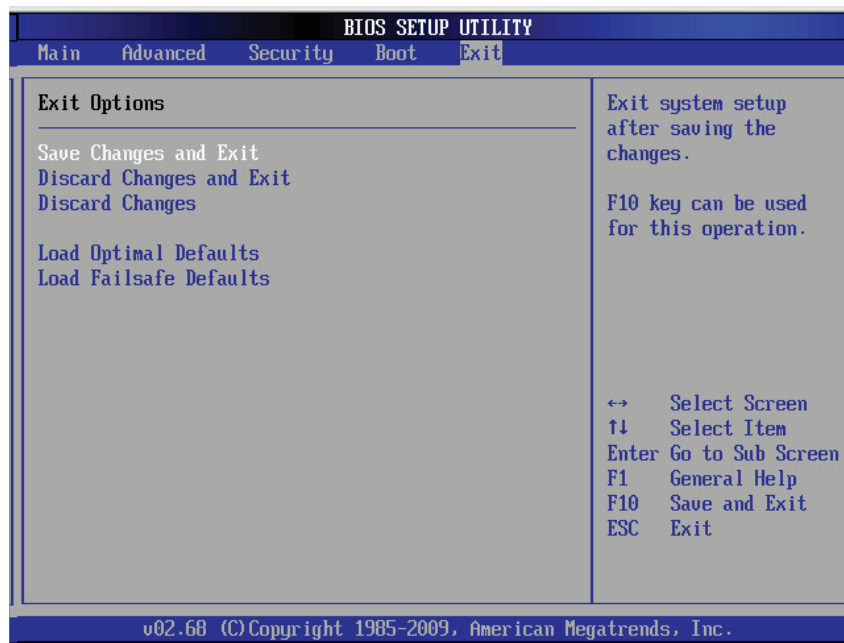 BIOS SETUP UTILITY
Main Advanced Security Boot Exit
Exit Options
Save Changes and Exit
Discard Changes and Exit
Discard Changes
Load Optimal Defaults
Load Failsafe Defaults
Exit system setup
after saving the
changes.
F10 key can be used
for this operation.
↔ Select Screen
↑↓ Select Item
Enter Go to Sub Screen
F1 General Help
F10 Save and Exit
ESC Exit
v02.68 (C)Copyright 1985-2009, American Megatrends, Inc.